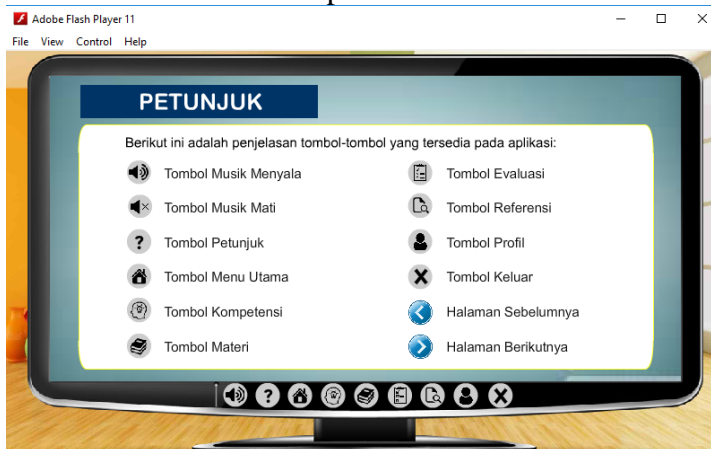 Adobe Flash Player 11
File View Control Help
PETUNJUK
Berikut ini adalah penjelasan tombol-tombol yang tersedia pada aplikasi:
Tombol Musik Menyala
Tombol Musik Mati
Tombol Petunjuk
Tombol Menu Utama
Tombol Kompetensi
Tombol Materi
Tombol Evaluasi
Tombol Referensi
Tombol Profil
Tombol Keluar
Halaman Sebelumnya
Halaman Berikutnya